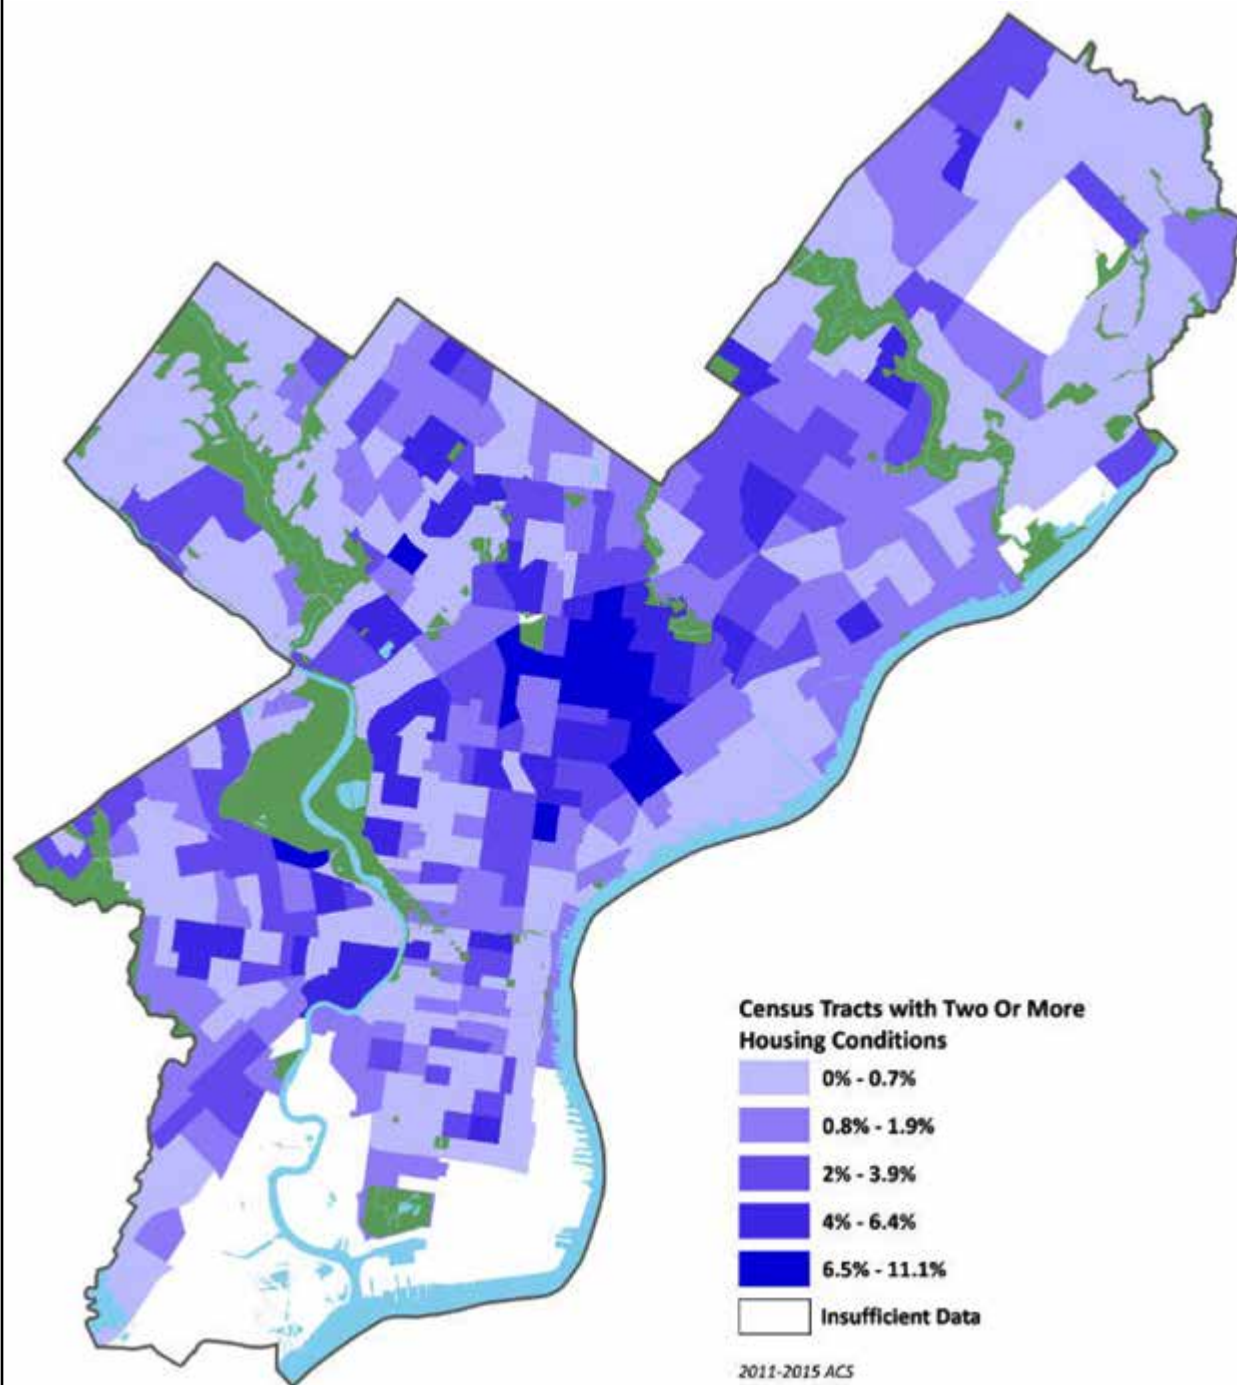 Census Tracts with Two Or More
Housing Conditions
0% - 0.7%
0.8% - 1.9%
2% - 3.9%
4% - 6.4%
6.5% - 11.1%
Insufficient Data
2011-2015 ACS